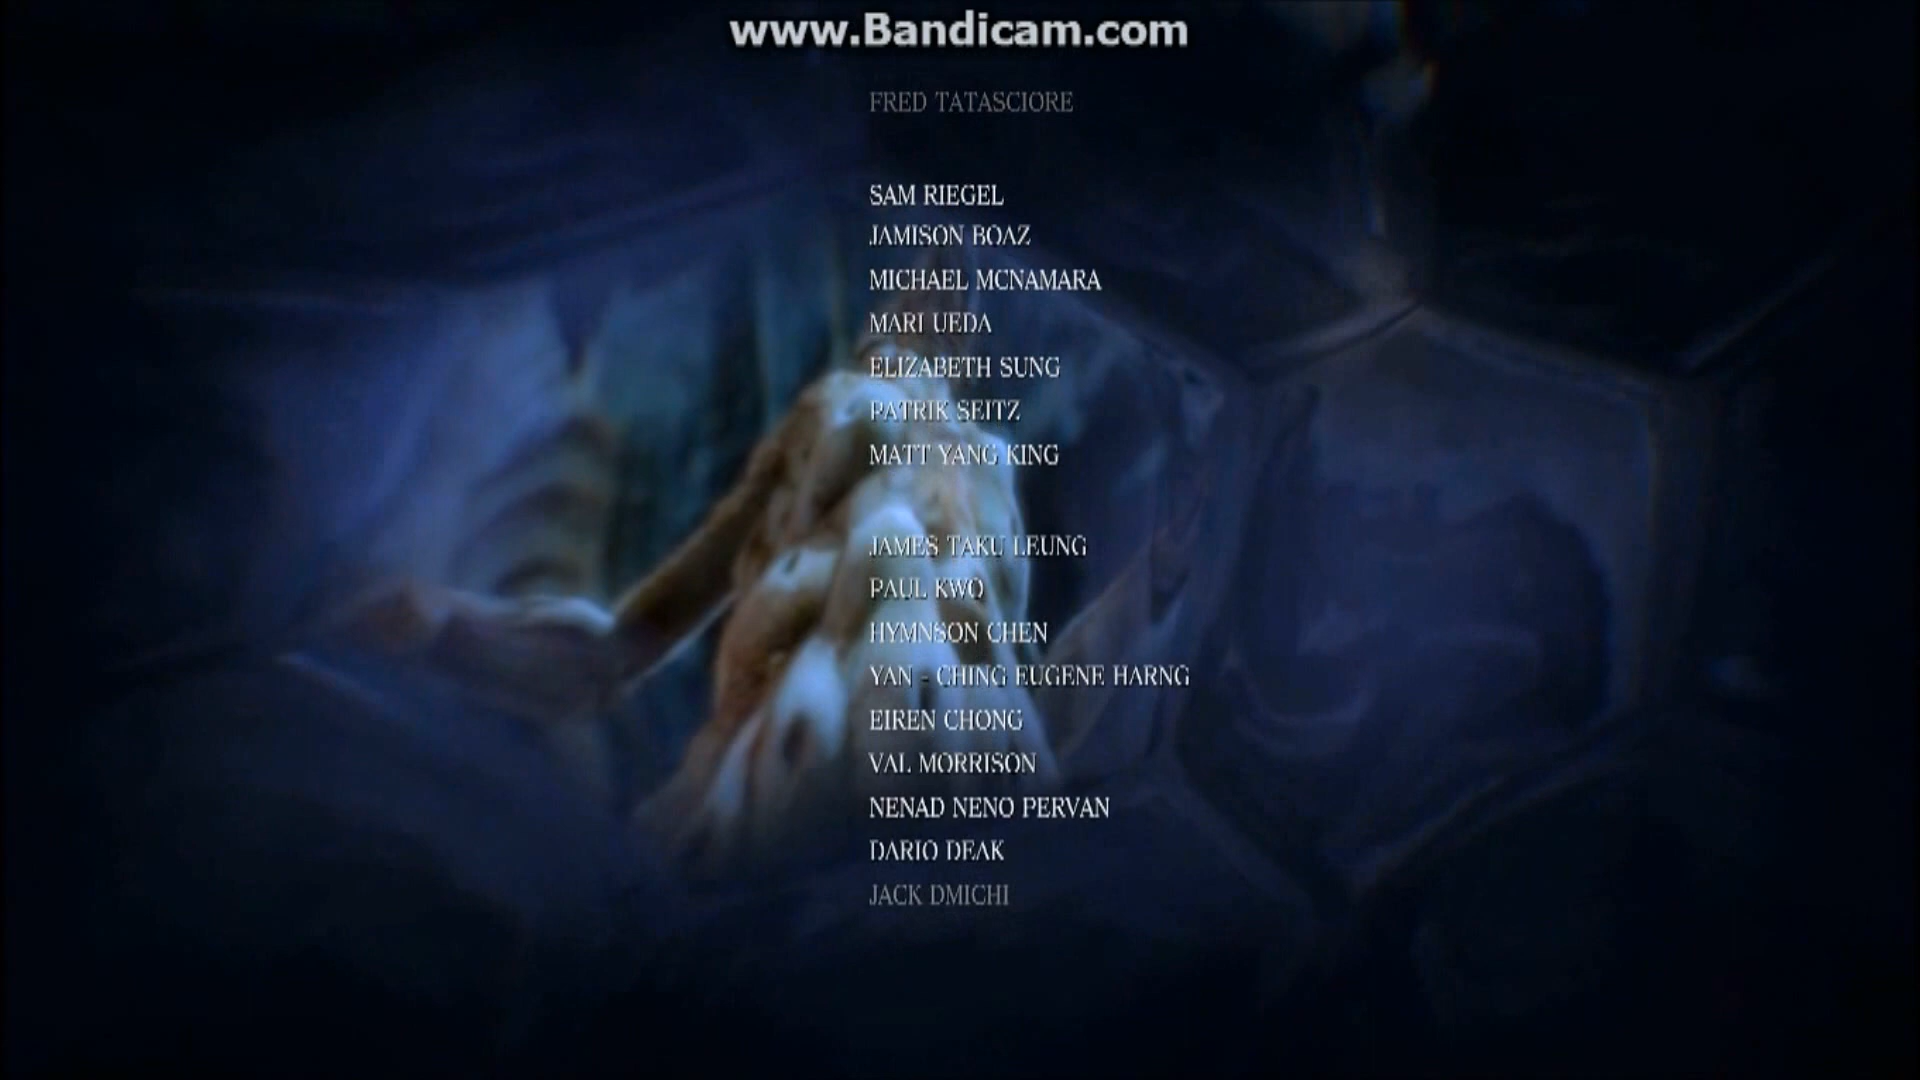 www.Bandicam.com
FRED TATASCIORE
SAM RIEGEL
JAMISON BOAZ
MICHAEL MCNAMARA
MARI UEDA
ELIZABETH SUNG
PATRIK SEITZ
MATT YANG KING
JAMES TAKU LEUNG
PAUL KWO
HYMNSON CHEN
YAN - CHING EUGENE HARNG
EIREN CHONG
VAL MORRISON
NENAD NENO PERVAN
DARIO DEAK
JACK DMICHI